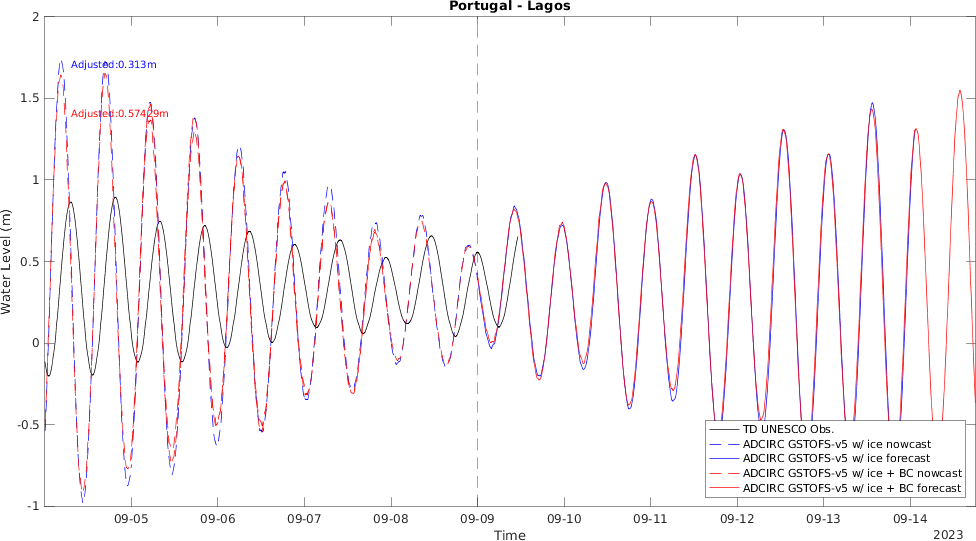 Portugal - Lagos
2
1.5
1
0.5
0
-0.5
-1
Water Level (m)
Adjusted:0.313m
Adjusted:0.57429m
09-05
09-06
09-07
09-08
09-09
09-10
09-11
09-12
09-13
09-14
Time
2023
TD UNESCO Obs.
ADCIRC GSTOFS-v5 w/ ice nowcast
ADCIRC GSTOFS-v5 w/ ice forecast
ADCIRC GSTOFS-v5 w/ ice + BC nowcast
ADCIRC GSTOFS-v5 w/ ice + BC forecast